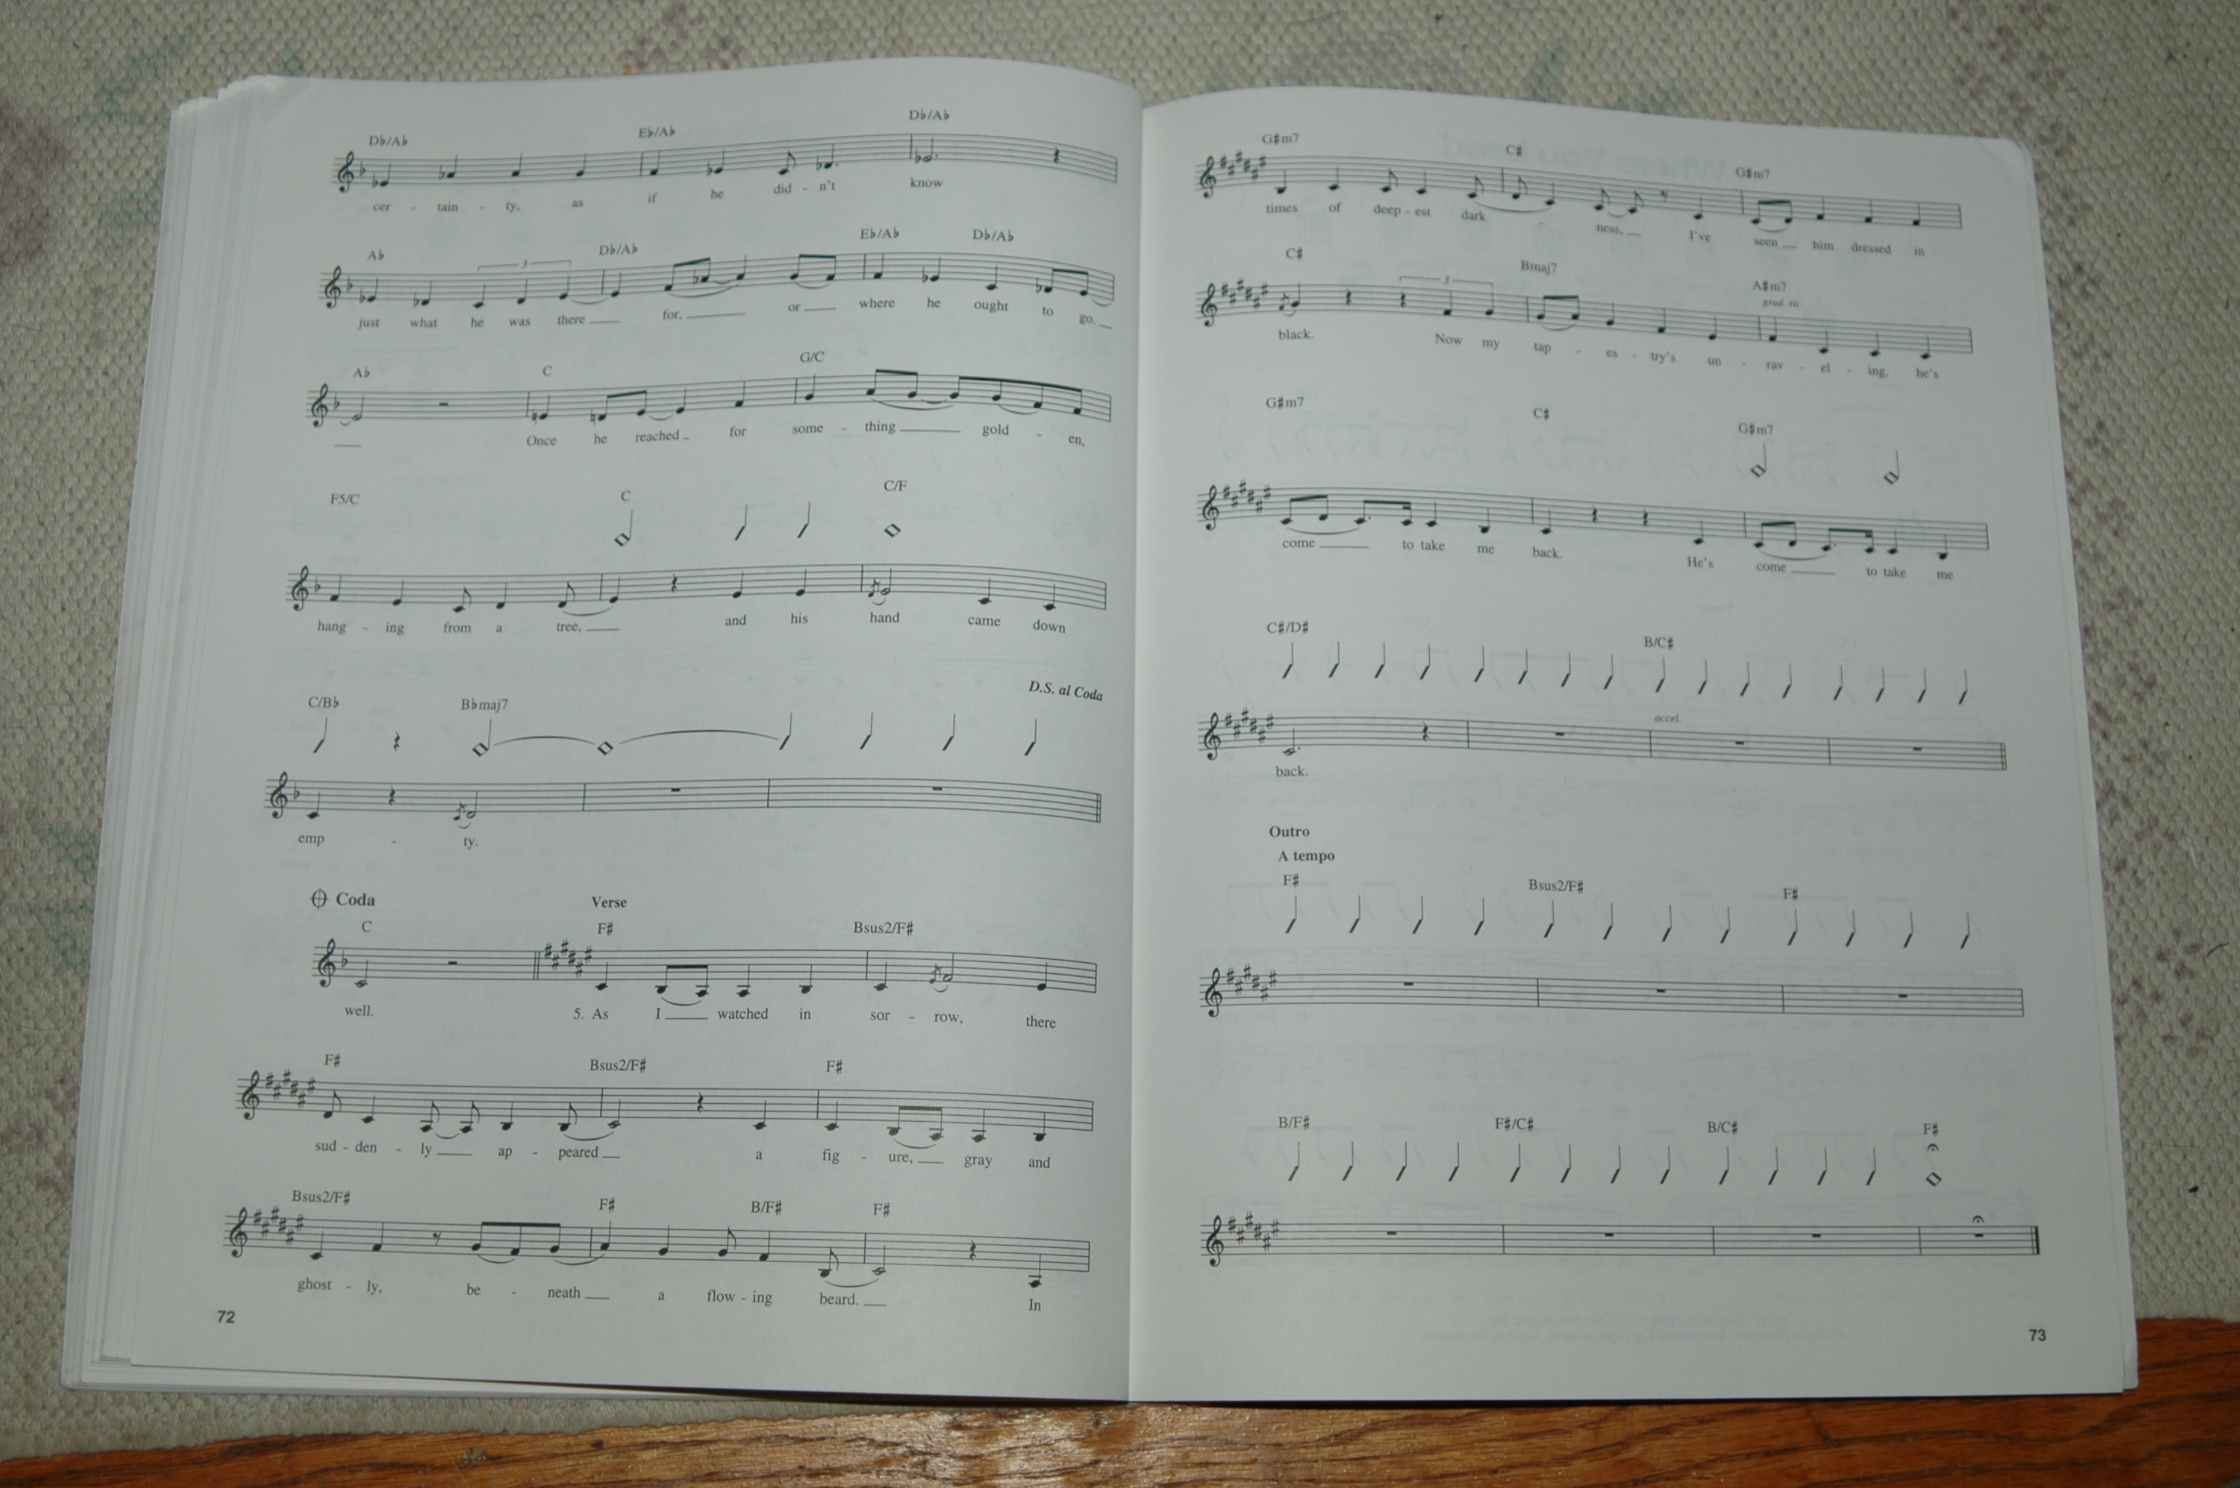 D♭/A♭ E♭/A♭ D♭/A♭
cer - tain - ty, as if he did - n't know
A♭ D♭/A♭ E♭/A♭ D♭/A♭
3
just what he was there for, or where he ought to go.
A♭ C G/C
Once he reached - for some - thing gold - en,
F5/C C C/F
hang - ing from a tree, and his hand came down
C/B♭ B♭maj7 D.S. al Coda
emp - ty.
Coda Verse
C F♯ Bsus2/F♯
well. 5. As I watched in sor - row, there
F♯ Bsus2/F♯ F♯
sud - den - ly ap - peared a fig - ure, gray and
Bsus2/F♯ F♯ B/F♯ F♯
ghost - ly, be - neath a flow - ing beard. In
72
G♯m7 C♯ G♯m7
times of deep - est dark ness, I've seen him dressed in
C♯ Bmaj7 A♯m7
3 grad. rit.
black. Now my tap - es - try's un - rav - el - ing, he's
G♯m7 C♯ G♯m7
come to take me back. He's come to take me
C♯/D♯ B/C♯
accel.
back.
Outro
A tempo
F♯ Bsus2/F♯ F♯
B/F♯ F♯/C♯ B/C♯ F♯
73